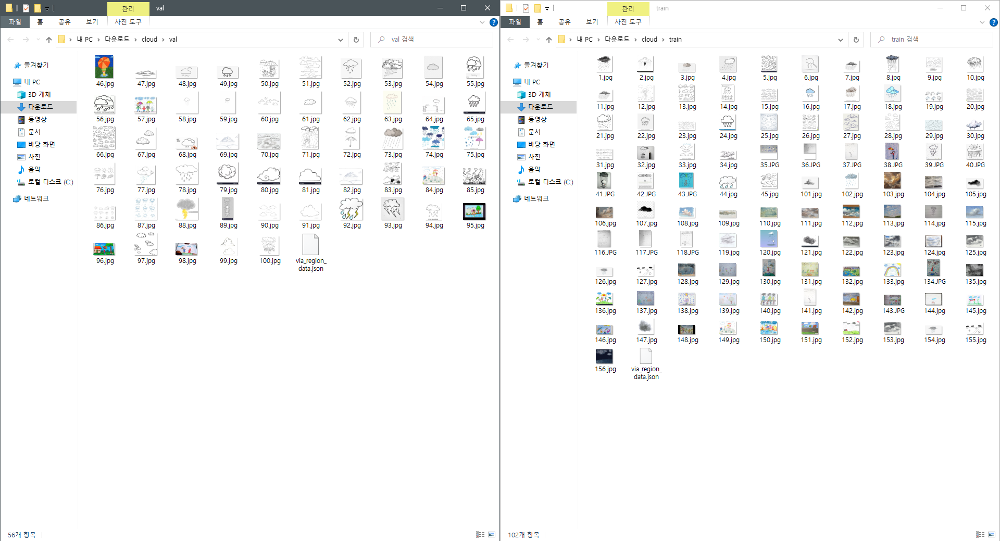 관리
val
파일
홈
공유
보기
사진 도구
내 PC > 다운로드 > cloud > val
val 검색
즐겨찾기
내 PC
3D 개체
다운로드
동영상
문서
바탕 화면
사진
음악
로컬 디스크 (C:)
네트워크
46.jpg 47.jpg 48.jpg 49.jpg 50.jpg 51.jpg 52.jpg 53.jpg 54.jpg 55.jpg
56.jpg 57.jpg 58.jpg 59.jpg 60.jpg 61.jpg 62.jpg 63.jpg 64.jpg 65.jpg
66.jpg 67.jpg 68.jpg 69.jpg 70.jpg 71.jpg 72.jpg 73.jpg 74.jpg 75.jpg
76.jpg 77.jpg 78.jpg 79.jpg 80.jpg 81.jpg 82.jpg 83.jpg 84.jpg 85.jpg
86.jpg 87.jpg 88.jpg 89.jpg 90.jpg 91.jpg 92.jpg 93.jpg 94.jpg 95.jpg
96.jpg 97.jpg 98.jpg 99.jpg 100.jpg via_region_
data.json
56개 항목
관리
train
파일
홈
공유
보기
사진 도구
내 PC > 다운로드 > cloud > train
train 검색
즐겨찾기
내 PC
3D 개체
다운로드
동영상
문서
바탕 화면
사진
음악
로컬 디스크 (C:)
네트워크
1.jpg 2.jpg 3.jpg 4.jpg 5.jpg 6.jpg 7.jpg 8.jpg 9.jpg 10.jpg
11.jpg 12.jpg 13.jpg 14.jpg 15.jpg 16.jpg 17.jpg 18.jpg 19.jpg 20.jpg
21.jpg 22.jpg 23.jpg 24.jpg 25.jpg 26.jpg 27.jpg 28.jpg 29.jpg 30.jpg
31.jpg 32.jpg 33.jpg 34.jpg 35.JPG 36.JPG 37.JPG 38.JPG 39.JPG 40.JPG
41.JPG 42.JPG 43.JPG 44.jpg 45.jpg 101.jpg 102.jpg 103.jpg 104.jpg 105.jpg
106.jpg 107.jpg 108.jpg 109.jpg 110.jpg 111.jpg 112.jpg 113.jpg 114.jpg 115.jpg
116.JPG 117.JPG 118.JPG 119.jpg 120.jpg 121.jpg 122.jpg 123.jpg 124.jpg 125.jpg
126.jpg 127.jpg 128.jpg 129.jpg 130.jpg 131.jpg 132.jpg 133.jpg 134.JPG 135.jpg
136.jpg 137.jpg 138.jpg 139.jpg 140.jpg 141.jpg 142.jpg 143.JPG 144.jpg 145.jpg
146.jpg 147.jpg 148.jpg 149.jpg 150.jpg 151.jpg 152.jpg 153.jpg 154.jpg 155.jpg
156.jpg via_region_
data.json
102개 항목